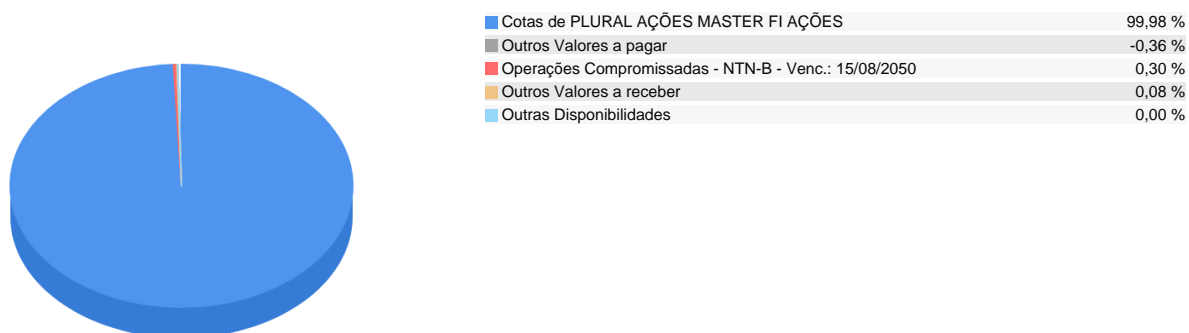 Cotas de PLURAL AÇÕES MASTER FI AÇÕES 99,98 %
Outros Valores a pagar -0,36 %
Operações Compromissadas - NTN-B - Venc.: 15/08/2050 0,30 %
Outros Valores a receber 0,08 %
Outras Disponibilidades 0,00 %